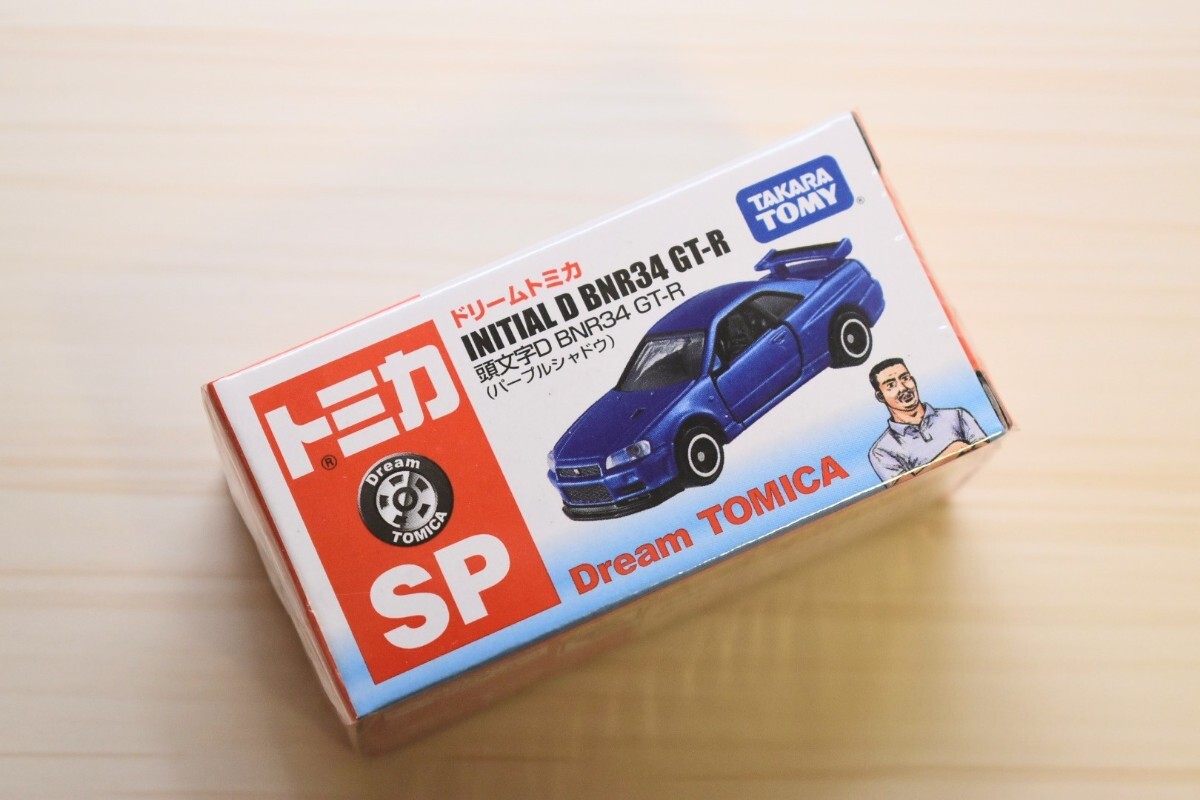 TAKARA
TOMY
®
ドリームトミカ
INITIAL D BNR34 GT-R
頭文字D BNR34 GT-R
(パープルシャドウ)
トミカ
®
Dream
TOMICA
SP
Dream TOMICA